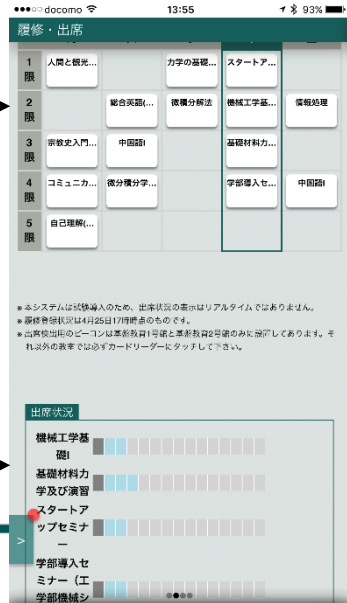 docomo 13:55 93%
履修・出席
1限 人間と観光... 力学の基礎... スタートア...
2限 総合英語(... 微積分解法 機械工学基... 情報処理
3限 宗教史入門... 中国語I 基礎材料力...
4限 コミュニカ... 微分積分学... 学部導入セ... 中国語I
5限 自己理解(...
＊本システムは試験導入のため、出席状況の表示はリアルタイムではありません。
＊履修登録状況は4月25日17時時点のものです。
＊出席検出用のビーコンは基盤教育1号館と基盤教育2号館のみに設置してあります。そ
れ以外の教室では必ずカードリーダーにタッチして下さい。
出席状況
機械工学基
礎I
基礎材料力
学及び演習
スタートア
ップセミナ
ー
学部導入セ
ミナー（工
学部機械シ
>